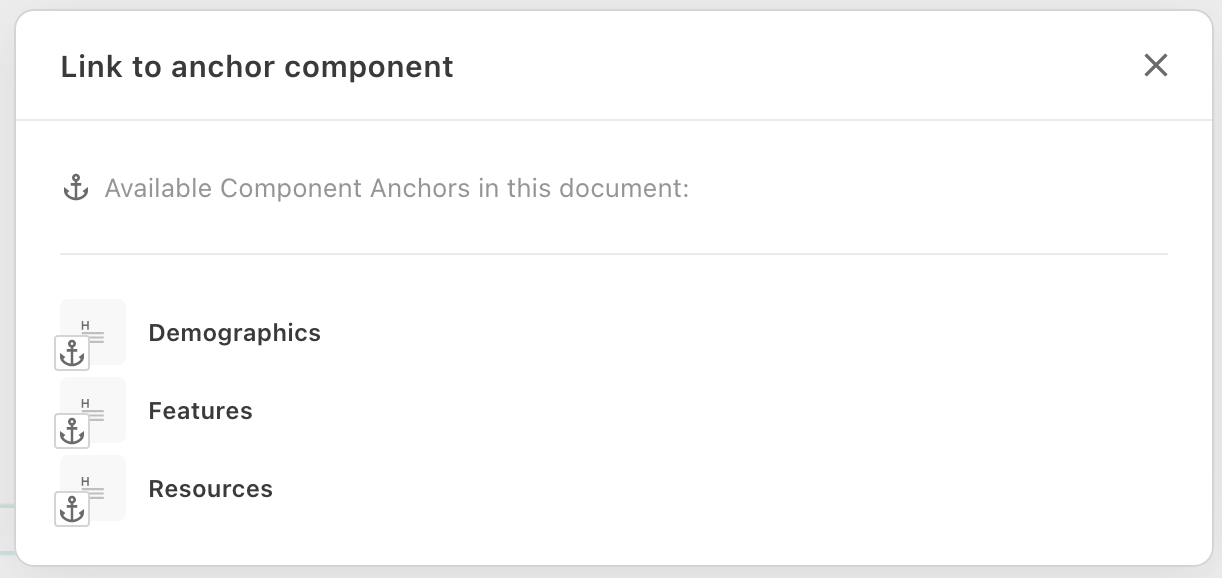 Link to anchor component
Available Component Anchors in this document:
H
Demographics
H
Features
H
Resources